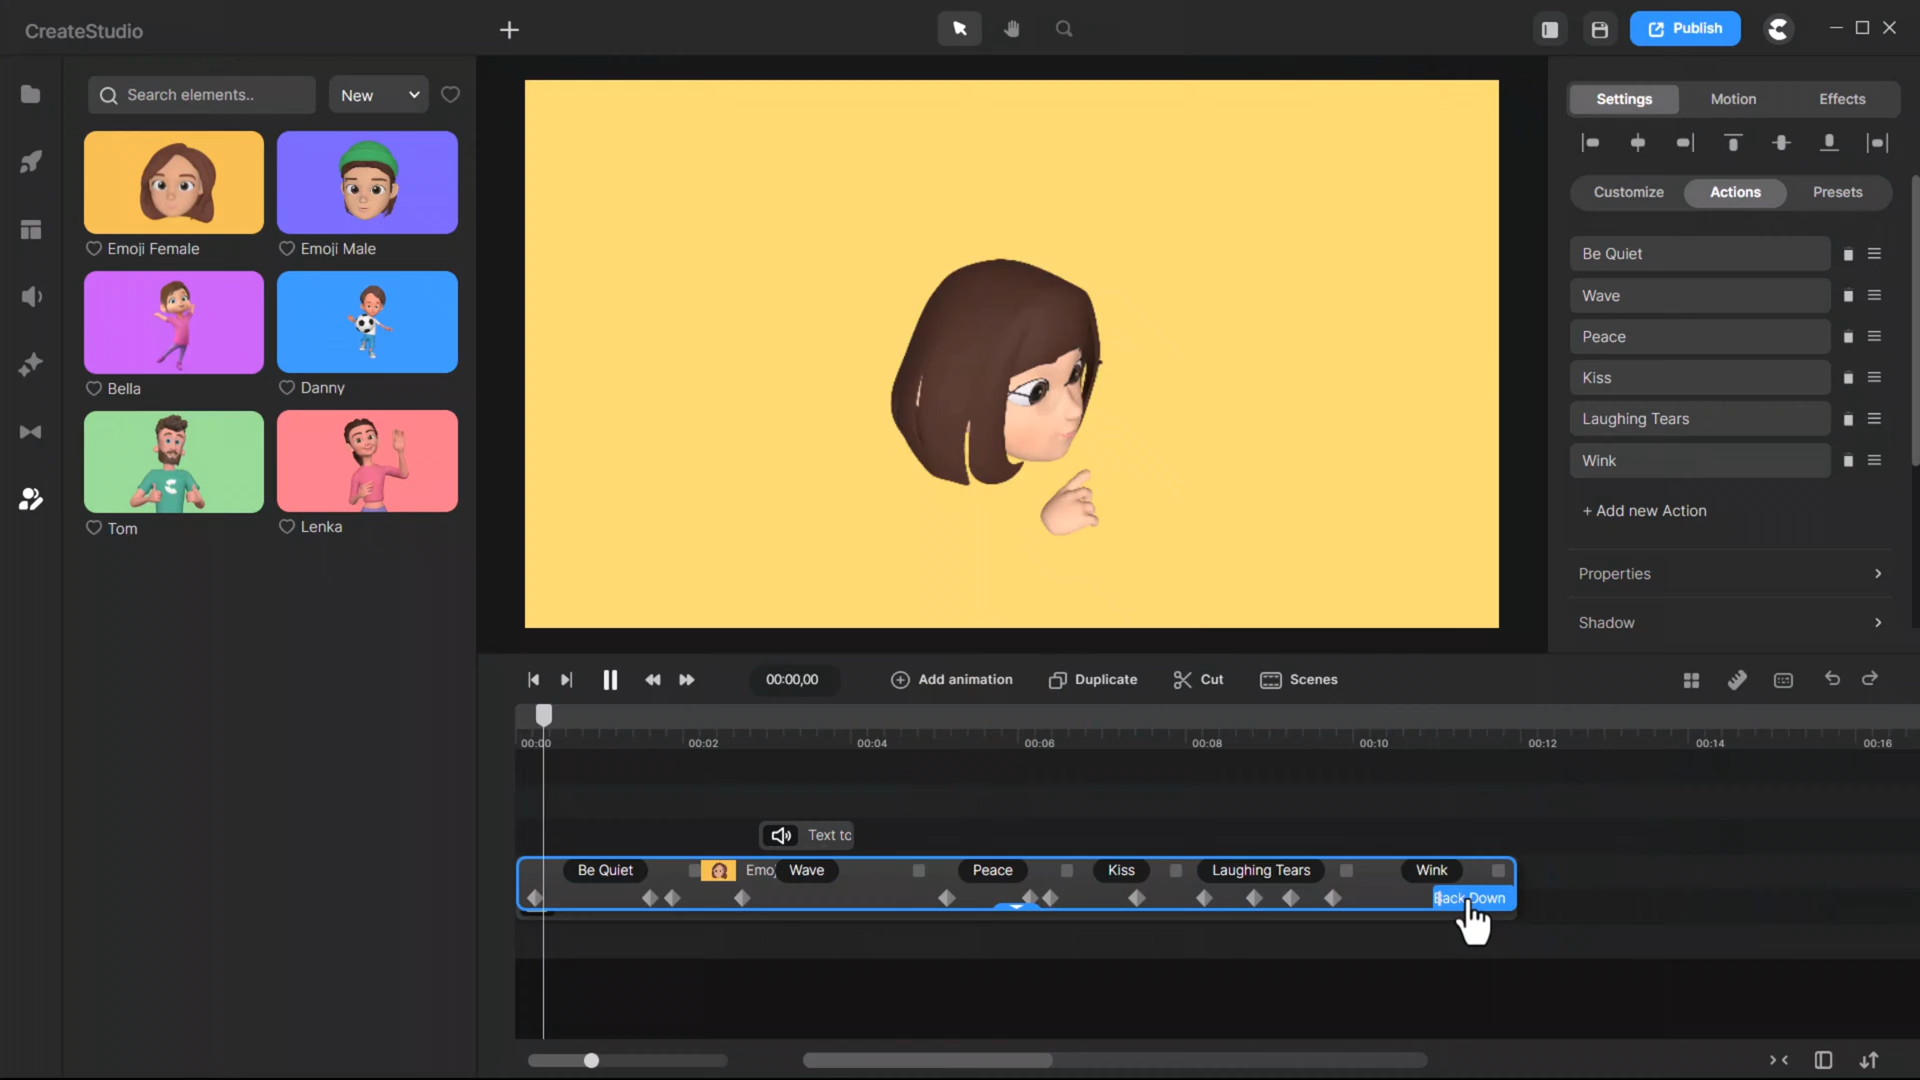 CreateStudio
Publish
Search elements..
New
Emoji Female
Emoji Male
Bella
Danny
Tom
Lenka
Settings
Motion
Effects
Customize
Actions
Presets
Be Quiet
Wave
Peace
Kiss
Laughing Tears
Wink
+ Add new Action
Properties
Shadow
00:00,00
Add animation
Duplicate
Cut
Scenes
00:00
00:02
00:04
00:06
00:08
00:10
00:12
00:14
00:16
Text to
Be Quiet
Emoj
Wave
Peace
Kiss
Laughing Tears
Wink
Back Down